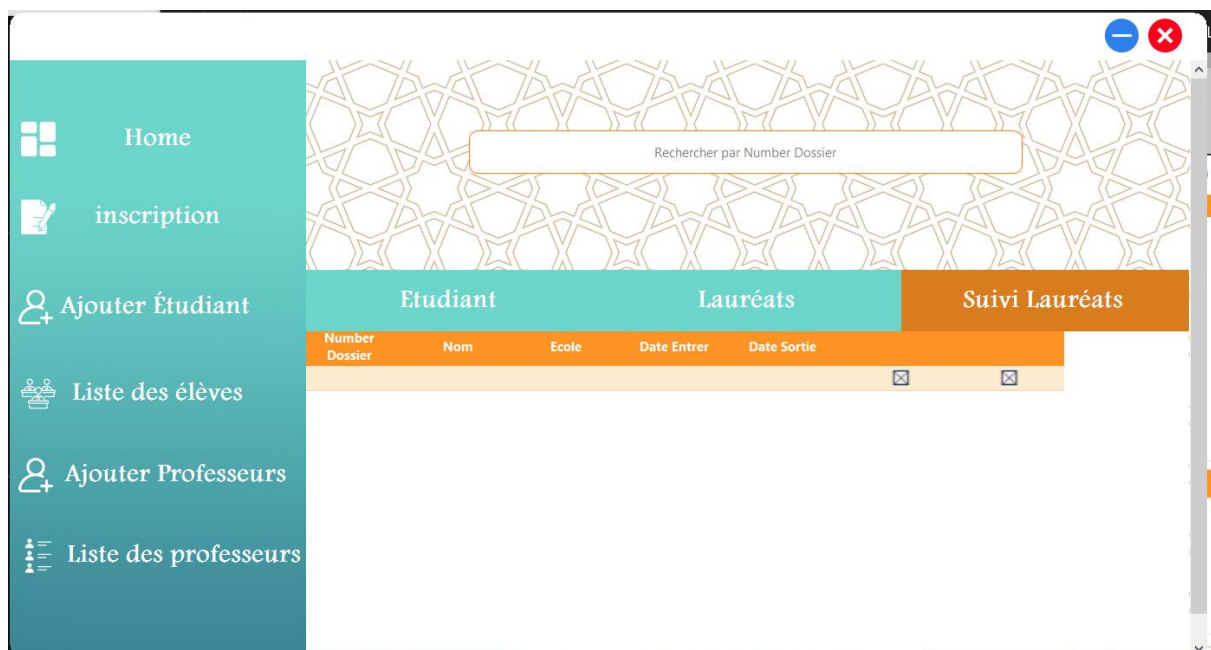 Home
inscription
Ajouter Étudiant
Liste des élèves
Ajouter Professeurs
Liste des professeurs
Rechercher par Number Dossier
Etudiant Lauréats Suivi Lauréats
Number Dossier Nom Ecole Date Entrer Date Sortie